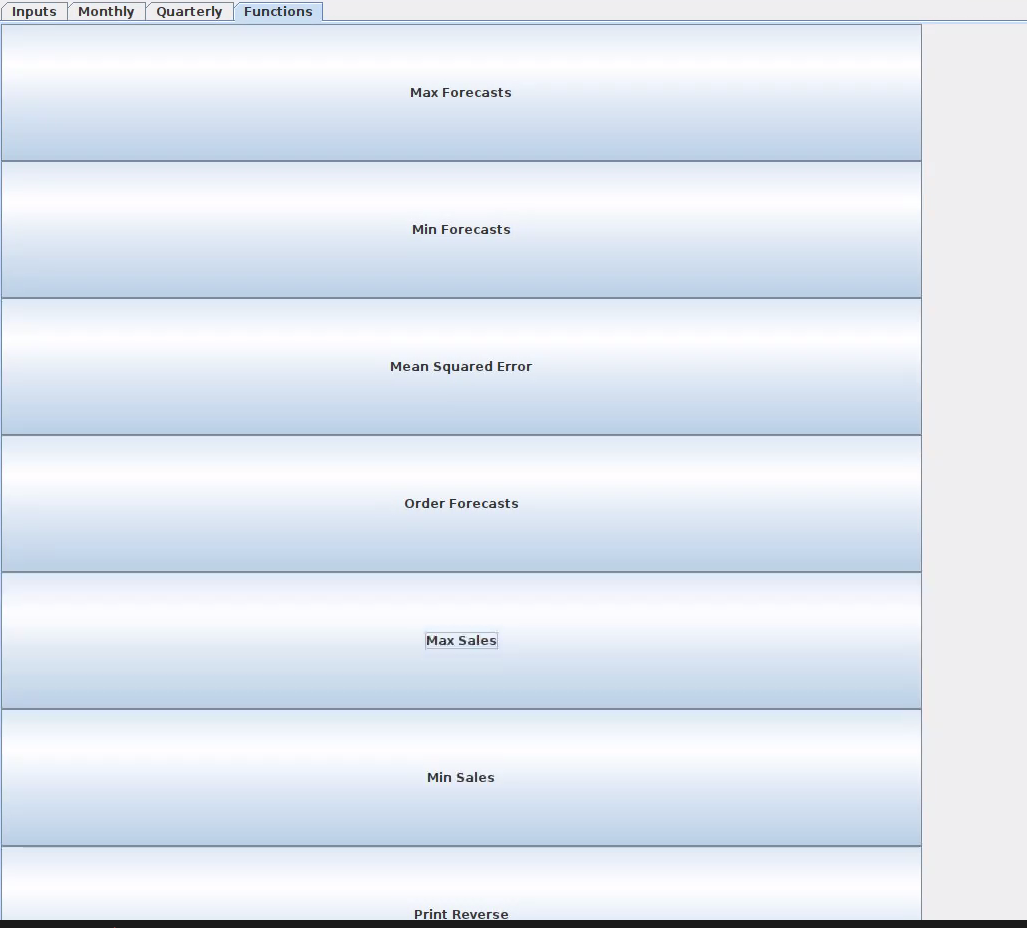 Inputs Monthly Quarterly Functions
Max Forecasts
Min Forecasts
Mean Squared Error
Order Forecasts
Max Sales
Min Sales
Print Reverse